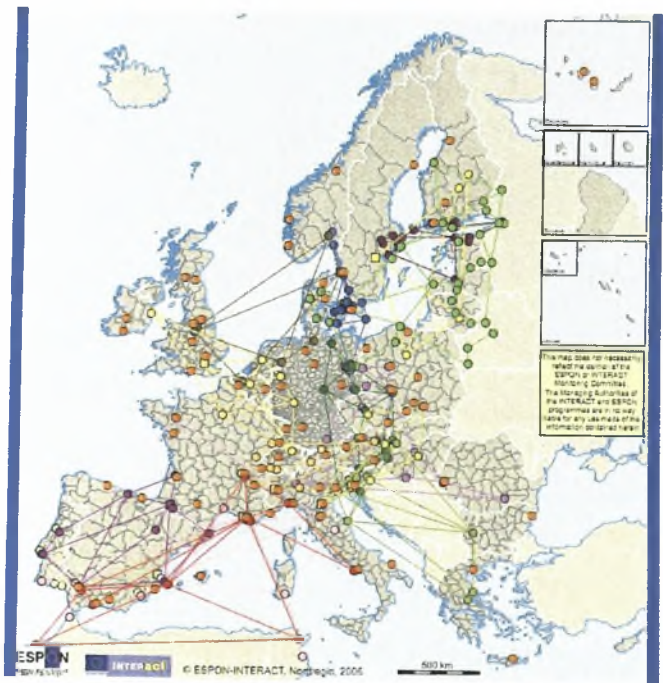 This map does not necessarily
reflect the opinion of the
ESPON or INTERACT
Monitoring Committee.
The Managing Authorities of
the INTERACT and ESPON
programmes are in no way
liable for any use made of the
information contained herein
ESPON
INTERact
© ESPON-INTERACT, Nordregio, 2006
500 km